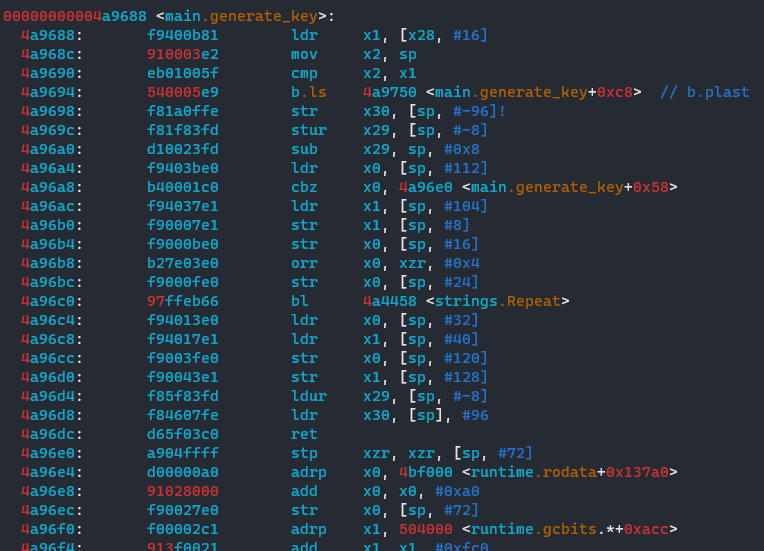 00000000004a9688 <main.generate_key>:
4a9688: f9400b81 ldr x1, [x28, #16]
4a968c: 910003e2 mov x2, sp
4a9690: eb01005f cmp x2, x1
4a9694: 540005e9 b.ls 4a9750 <main.generate_key+0xc8> // b.plast
4a9698: f81a0ffe str x30, [sp, #-96]!
4a969c: f81f83fd stur x29, [sp, #-8]
4a96a0: d10023fd sub x29, sp, #0x8
4a96a4: f9403be0 ldr x0, [sp, #112]
4a96a8: b40001c0 cbz x0, 4a96e0 <main.generate_key+0x58>
4a96ac: f94037e1 ldr x1, [sp, #104]
4a96b0: f90007e1 str x1, [sp, #8]
4a96b4: f9000be0 str x0, [sp, #16]
4a96b8: b27e03e0 orr x0, xzr, #0x4
4a96bc: f9000fe0 str x0, [sp, #24]
4a96c0: 97ffeb66 bl 4a4458 <strings.Repeat>
4a96c4: f94013e0 ldr x0, [sp, #32]
4a96c8: f94017e1 ldr x1, [sp, #40]
4a96cc: f9003fe0 str x0, [sp, #120]
4a96d0: f90043e1 str x1, [sp, #128]
4a96d4: f85f83fd ldur x29, [sp, #-8]
4a96d8: f84607fe ldr x30, [sp], #96
4a96dc: d65f03c0 ret
4a96e0: a904ffff stp xzr, xzr, [sp, #72]
4a96e4: d00000a0 adrp x0, 4bf000 <runtime.rodata+0x137a0>
4a96e8: 91028000 add x0, x0, #0xa0
4a96ec: f90027e0 str x0, [sp, #72]
4a96f0: f00002c1 adrp x1, 504000 <runtime.gcbits.*+0xacc>
4a96f4: 913f0021 add x1, x1, #0xfc0